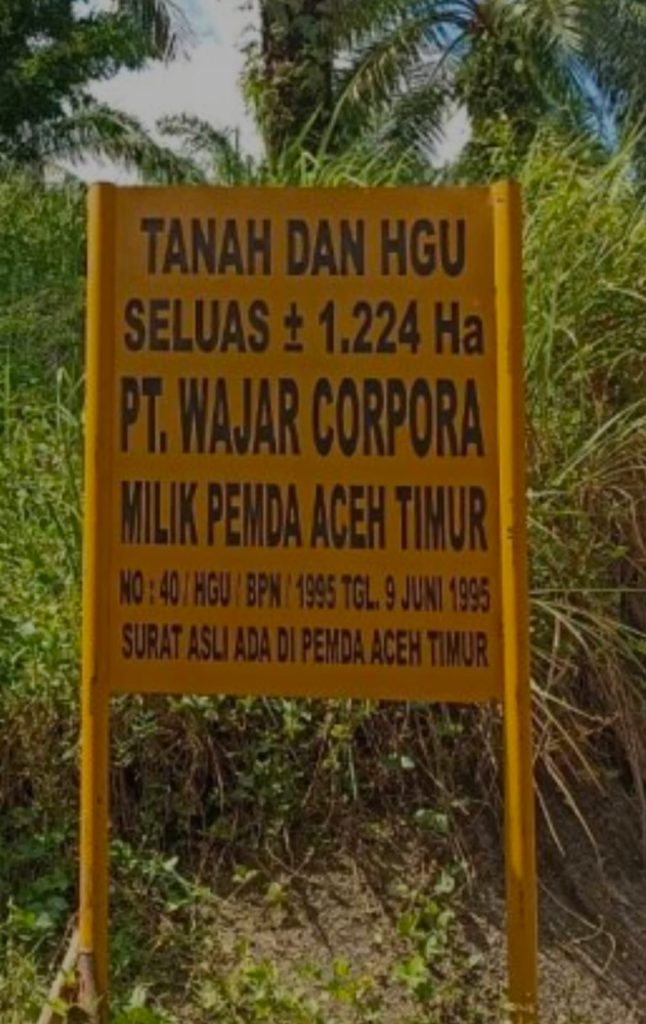 TANAH DAN HGU
SELUAS ± 1.224 Ha
PT. WAJAR CORPORA
MILIK PEMDA ACEH TIMUR
NO : 40 / HGU / BPN / 1995 TGL. 9 JUNI 1995
SURAT ASLI ADA DI PEMDA ACEH TIMUR